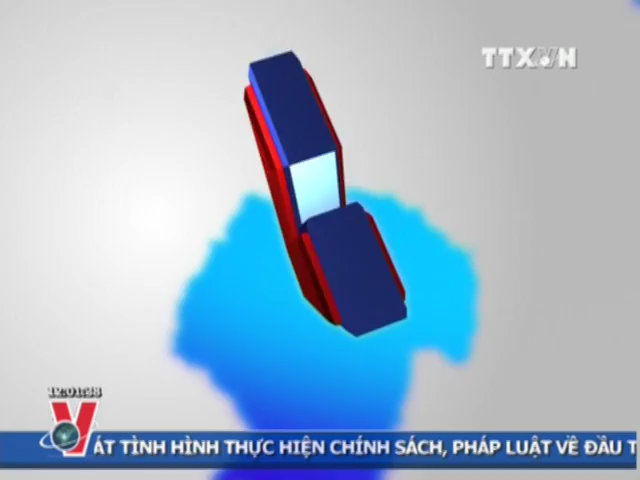 TTXVN
12:01:38
V
ÁT TÌNH HÌNH THỰC HIỆN CHÍNH SÁCH, PHÁP LUẬT VỀ ĐẦU T